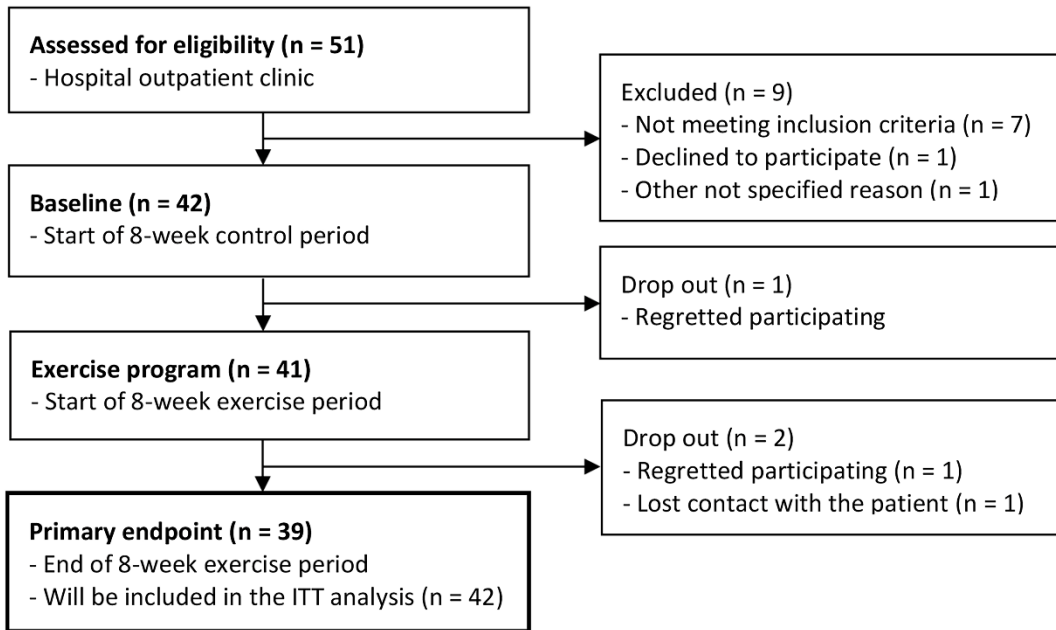 Assessed for eligibility (n = 51)
- Hospital outpatient clinic
Excluded (n = 9)
- Not meeting inclusion criteria (n = 7)
- Declined to participate (n = 1)
- Other not specified reason (n = 1)
Baseline (n = 42)
- Start of 8-week control period
Drop out (n = 1)
- Regretted participating
Exercise program (n = 41)
- Start of 8-week exercise period
Drop out (n = 2)
- Regretted participating (n = 1)
- Lost contact with the patient (n = 1)
Primary endpoint (n = 39)
- End of 8-week exercise period
- Will be included in the ITT analysis (n = 42)